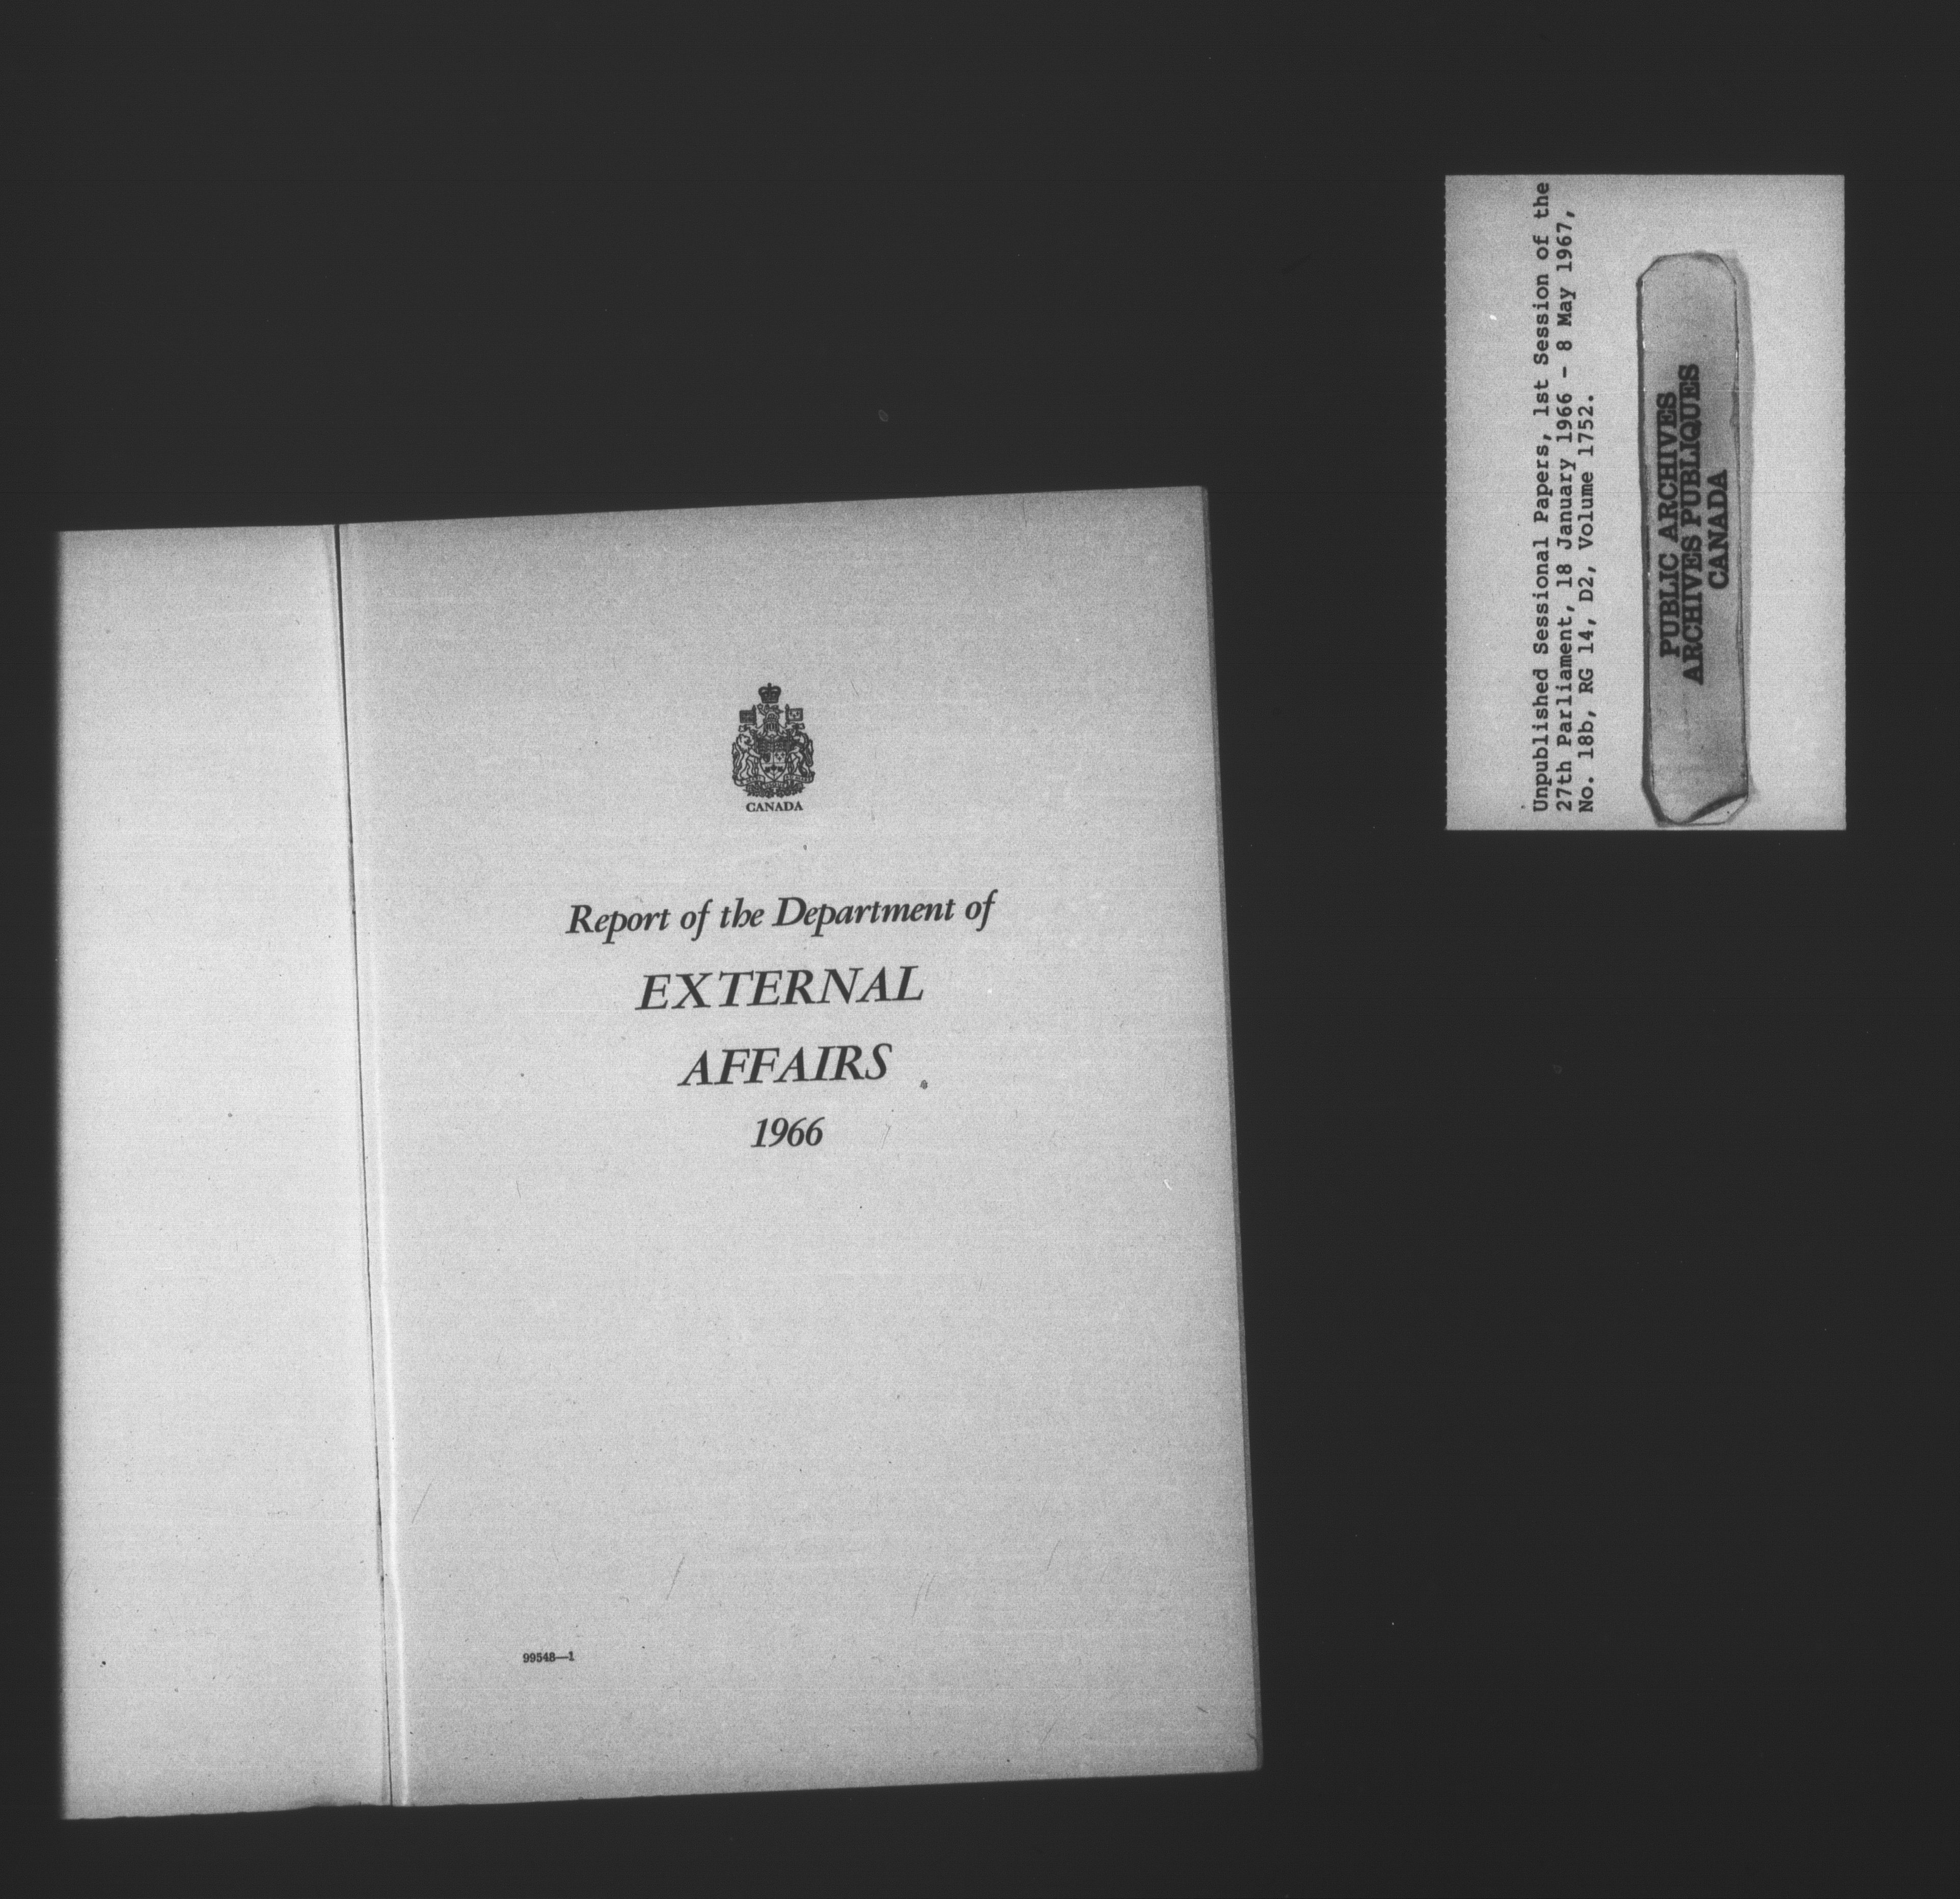 CANADA
Report of the Department of
EXTERNAL
AFFAIRS
1966
99548—1
Unpublished Sessional Papers, 1st Session of the
27th Parliament, 18 January 1966 - 8 May 1967,
No. 18b, RG 14, D2, Volume 1752.
PUBLIC ARCHIVES
ARCHIVES PUBLIQUES
CANADA